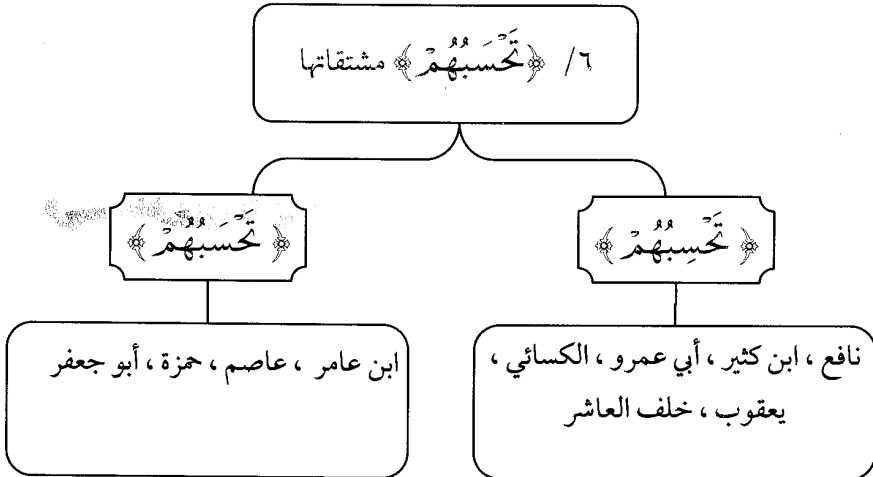 ٦/ ﴿تَحْسَبُهُمْ﴾ مشتقاتها
﴿تَحْسِبُهُمْ﴾
﴿تَحْسَبُهُمْ﴾
نافع ، ابن كثير ، أبي عمرو ، الكسائي ،
يعقوب ، خلف العاشر
ابن عامر ، عاصم ، حمزة ، أبو جعفر